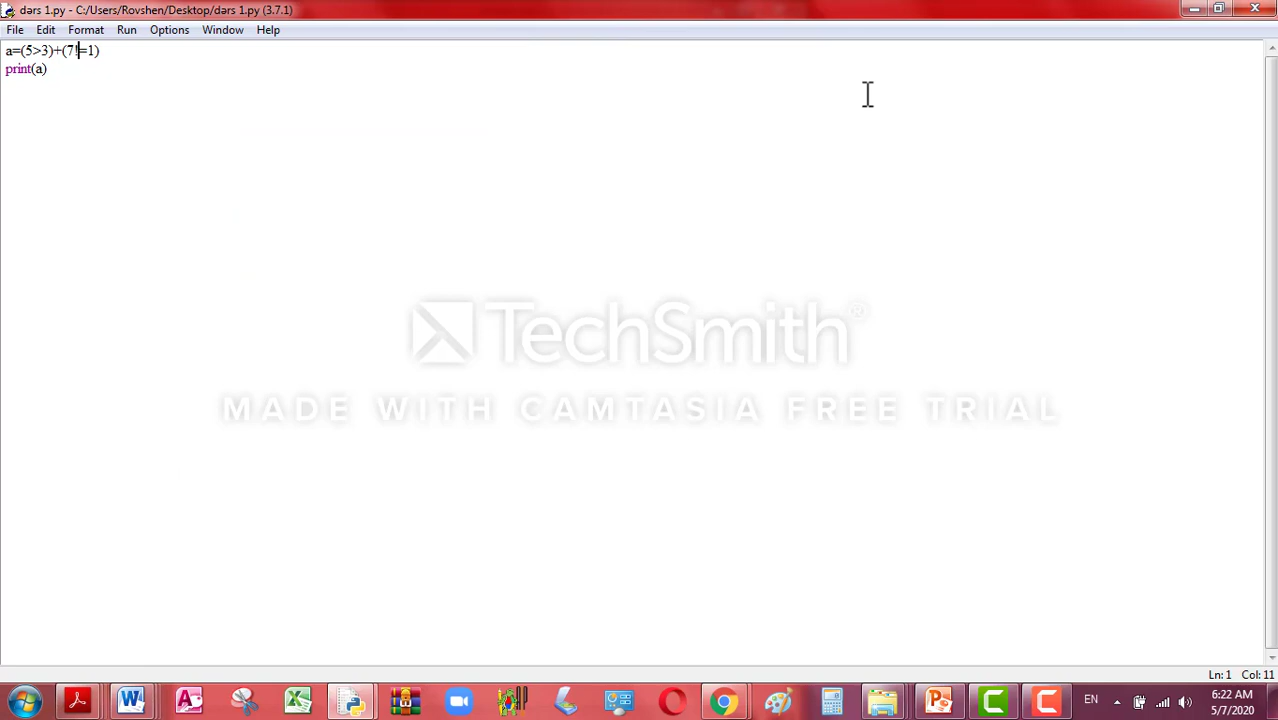 dərs 1.py - C:/Users/Rovshen/Desktop/dərs 1.py (3.7.1)
File Edit Format Run Options Window Help
a=(5>3)+(7!=1)
print(a)
TechSmith®
MADE WITH CAMTASIA FREE TRIAL
Ln: 1 Col: 11
EN
6:22 AM
5/7/2020